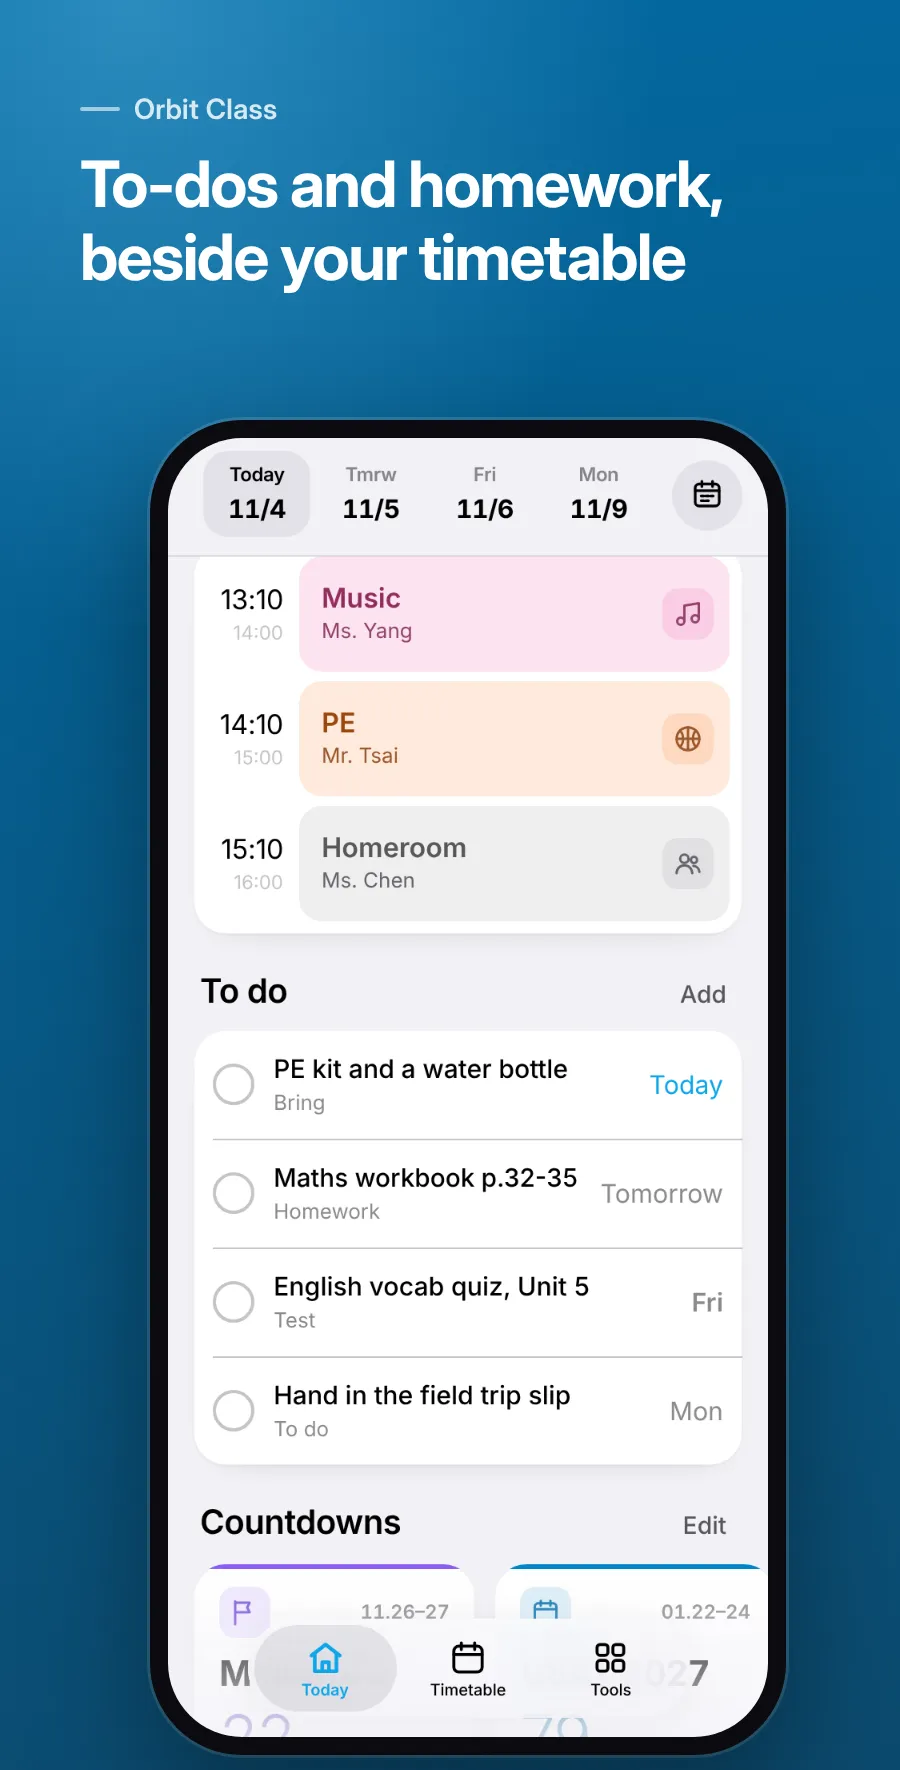 Orbit Class
To-dos and homework,
beside your timetable
Today
11/4
Tmrw
11/5
Fri
11/6
Mon
11/9
13:10
14:00
Music
Ms. Yang
14:10
15:00
PE
Mr. Tsai
15:10
16:00
Homeroom
Ms. Chen
To do
Add
PE kit and a water bottle
Bring
Today
Maths workbook p.32-35
Homework
Tomorrow
English vocab quiz, Unit 5
Test
Fri
Hand in the field trip slip
To do
Mon
Countdowns
Edit
11.26–27
01.22–24
22
79
Today
Timetable
Tools